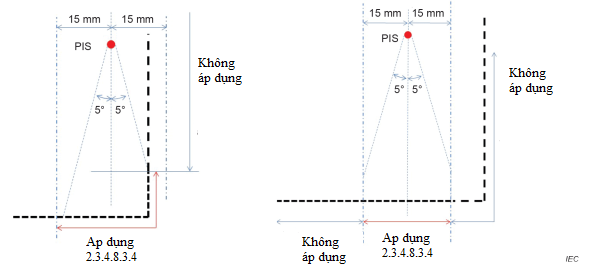 15 mm 15 mm
PIS
5° 5°
Không
áp dụng
Ap dụng
2.3.4.8.3.4
15 mm 15 mm
PIS
5° 5°
Không
áp dụng
Không
áp dụng
Ap dụng
2.3.4.8.3.4
IEC